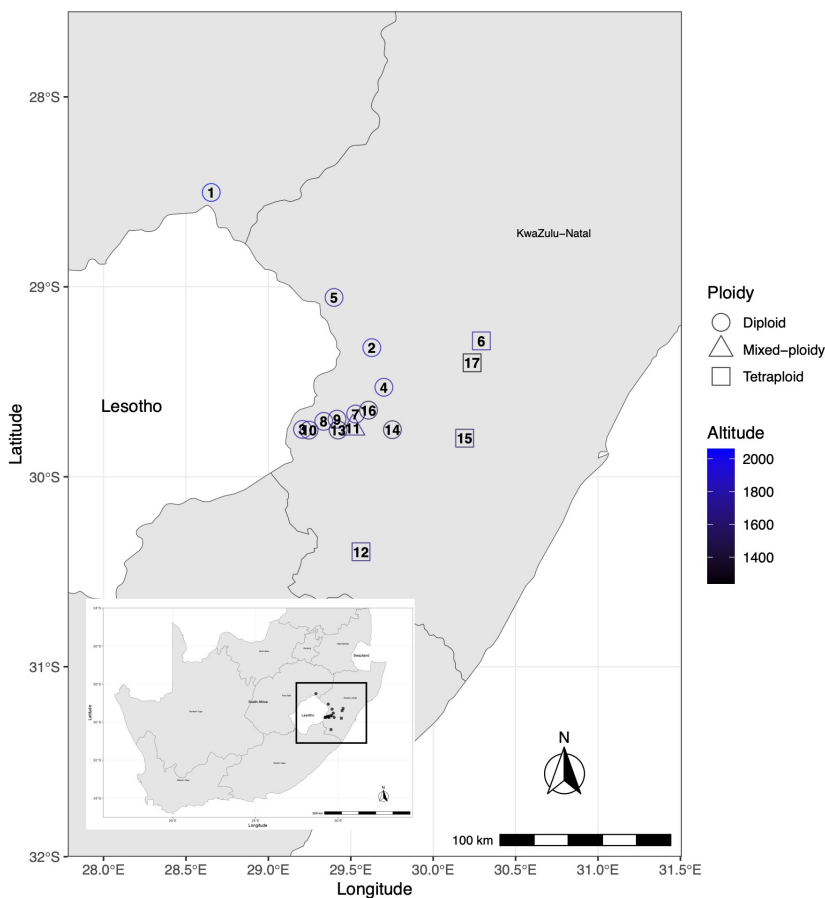 28°S
29°S
30°S
31°S
32°S
Latitude
1
KwaZulu−Natal
5
2
6
17
4
Lesotho
16
7
9
8
3
10
13
11
14
15
12
Swaziland
South Africa
Lesotho
Latitude
Longitude
N
N
100 km
28.0°E
28.5°E
29.0°E
29.5°E
30.0°E
30.5°E
31.0°E
31.5°E
Longitude
Ploidy
Diploid
Mixed−ploidy
Tetraploid
Altitude
2000
1800
1600
1400